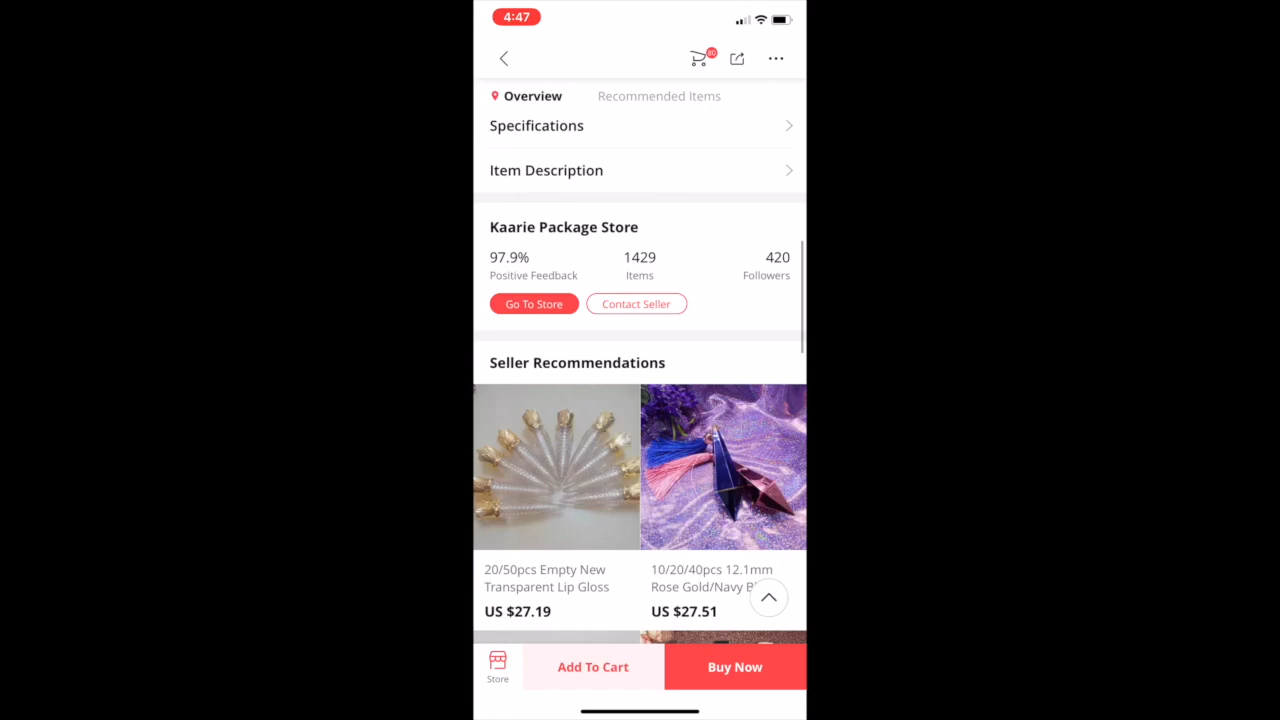 4:47
80
Overview Recommended Items
Specifications
Item Description
Kaarie Package Store
97.9% 1429 420
Positive Feedback Items Followers
Go To Store Contact Seller
Seller Recommendations
20/50pcs Empty New
Transparent Lip Gloss
US $27.19
10/20/40pcs 12.1mm
Rose Gold/Navy
US $27.51
Store
Add To Cart
Buy Now